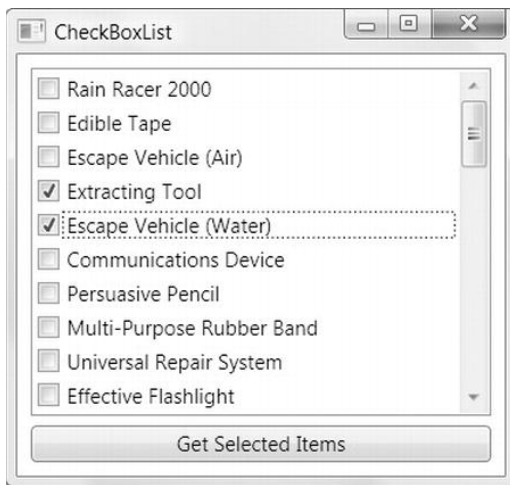 CheckBoxList
Rain Racer 2000
Edible Tape
Escape Vehicle (Air)
Extracting Tool
Escape Vehicle (Water)
Communications Device
Persuasive Pencil
Multi-Purpose Rubber Band
Universal Repair System
Effective Flashlight
Get Selected Items